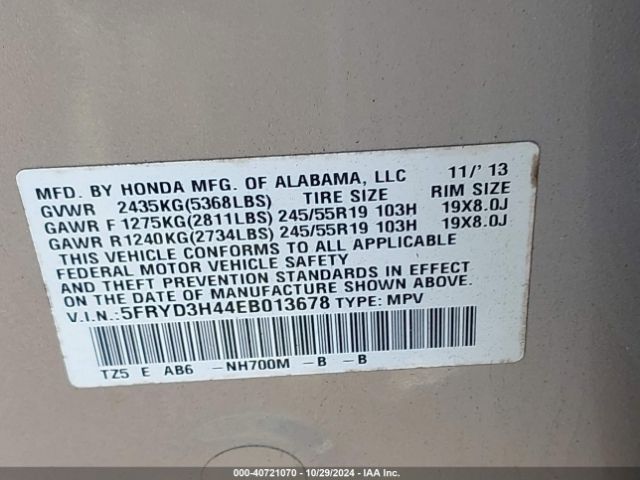 MFD. BY HONDA MFG. OF ALABAMA, LLC 11/' 13
GVWR 2435KG(5368LBS) TIRE SIZE RIM SIZE
GAWR F 1275KG(2811LBS) 245/55R19 103H 19X8.0J
GAWR R1240KG(2734LBS) 245/55R19 103H 19X8.0J
THIS VEHICLE CONFORMS TO ALL APPLICABLE
FEDERAL MOTOR VEHICLE SAFETY
AND THEFT PREVENTION STANDARDS IN EFFECT
ON THE DATE OF MANUFACTURE SHOWN ABOVE.
V.I.N.:5FRYD3H44EB013678 TYPE: MPV
TZ5 E AB6 -NH700M -B -B
000-40721070 - 10/29/2024 - IAA Inc.